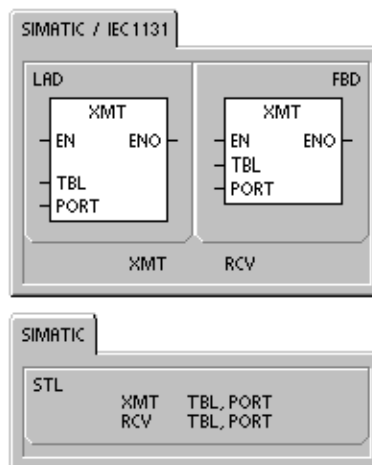 SIMATIC / IEC1131
LAD
FBD
XMT
EN ENO
TBL
PORT
XMT
EN ENO
TBL
PORT
XMT RCV
SIMATIC
STL
XMT TBL, PORT
RCV TBL, PORT